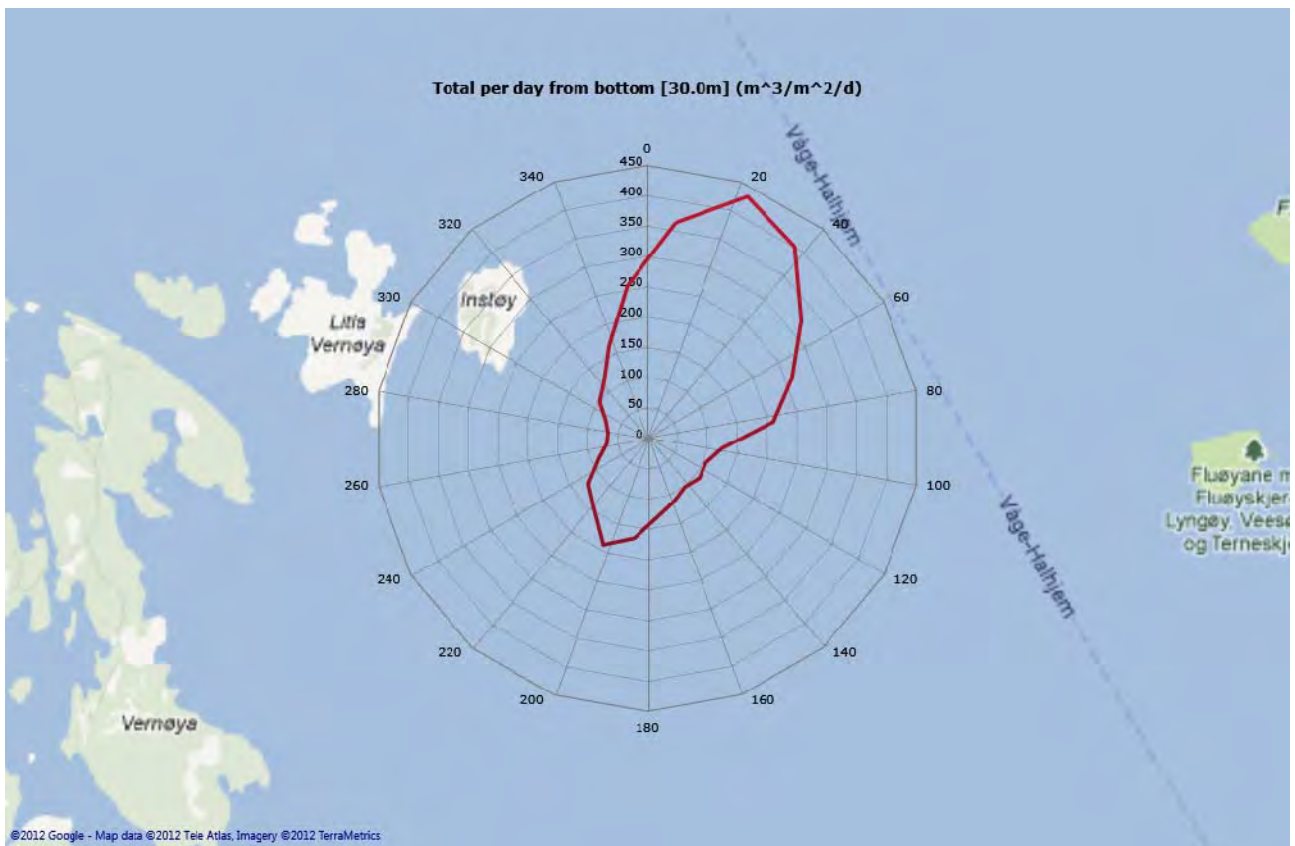 Total per day from bottom [30.0m] (m^3/m^2/d)
Våge-Halhjem
0
20
40
60
80
100
120
140
160
180
200
220
240
260
280
300
320
340
450
400
350
300
250
200
150
100
50
0
Instøy
Litla
Vernøya
Vernøya
Våge-Halhjem
F
Fluøyane m
Fluøyskjer
Lyngøy, Veesø
og Terneskje
©2012 Google - Map data ©2012 Tele Atlas, Imagery ©2012 TerraMetrics